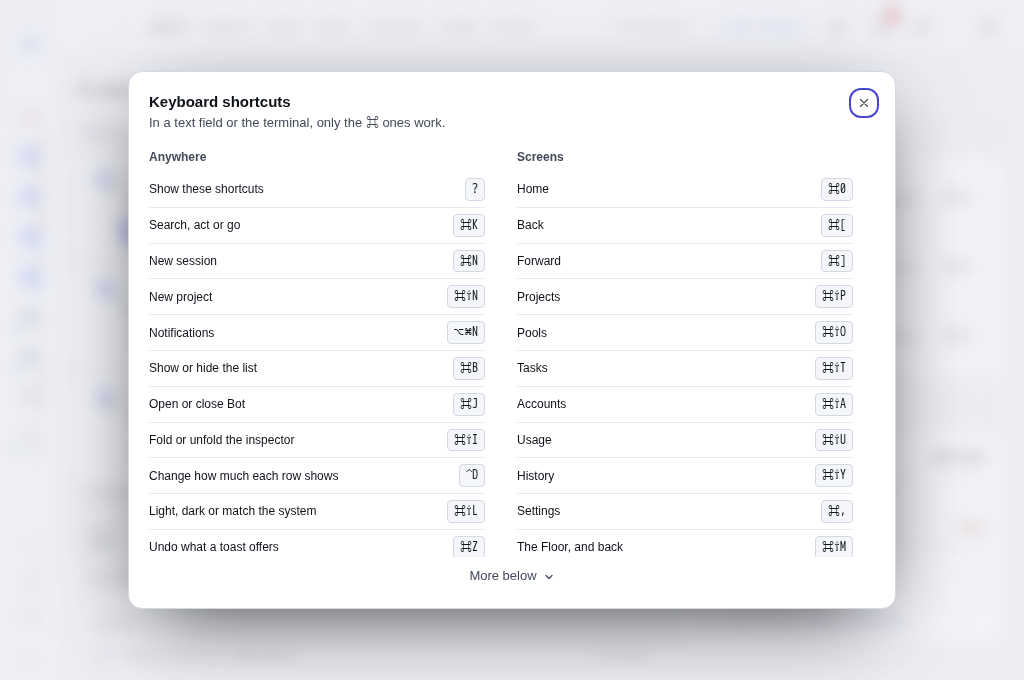 Keyboard shortcuts
In a text field or the terminal, only the ⌘ ones work.
Anywhere
Show these shortcuts ?
Search, act or go ⌘K
New session ⌘N
New project ⌘⇧N
Notifications ⌥⌘N
Show or hide the list ⌘B
Open or close Bot ⌘J
Fold or unfold the inspector ⌘⇧I
Change how much each row shows ^D
Light, dark or match the system ⌘⇧L
Undo what a toast offers ⌘Z
Screens
Home ⌘0
Back ⌘[
Forward ⌘]
Projects ⌘⇧P
Pools ⌘⇧O
Tasks ⌘⇧T
Accounts ⌘⇧A
Usage ⌘⇧U
History ⌘⇧Y
Settings ⌘,
The Floor, and back ⌘⇧M
More below